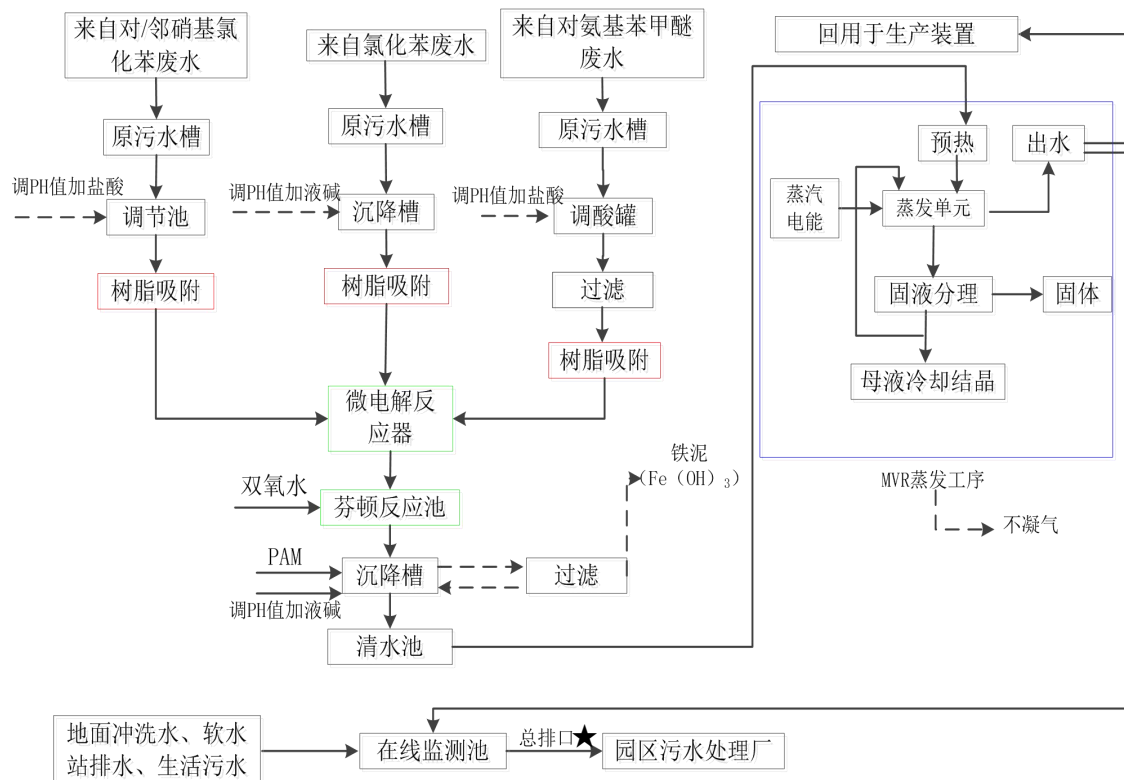 来自对/邻硝基氯
化苯废水
来自氯化苯废水
来自对氨基苯甲醚
废水
回用于生产装置
原污水槽
原污水槽
原污水槽
预热
出水
调PH值加盐酸
调节池
调PH值加液碱
沉降槽
调PH值加盐酸
调酸罐
蒸汽
电能
蒸发单元
树脂吸附
树脂吸附
过滤
固液分理
固体
树脂吸附
母液冷却结晶
微电解反
应器
铁泥
（Fe（OH）₃）
MVR蒸发工序
不凝气
双氧水
芬顿反应池
PAM
沉降槽
过滤
调PH值加液碱
清水池
地面冲洗水、软水
站排水、生活污水
在线监测池
总排口★
园区污水处理厂